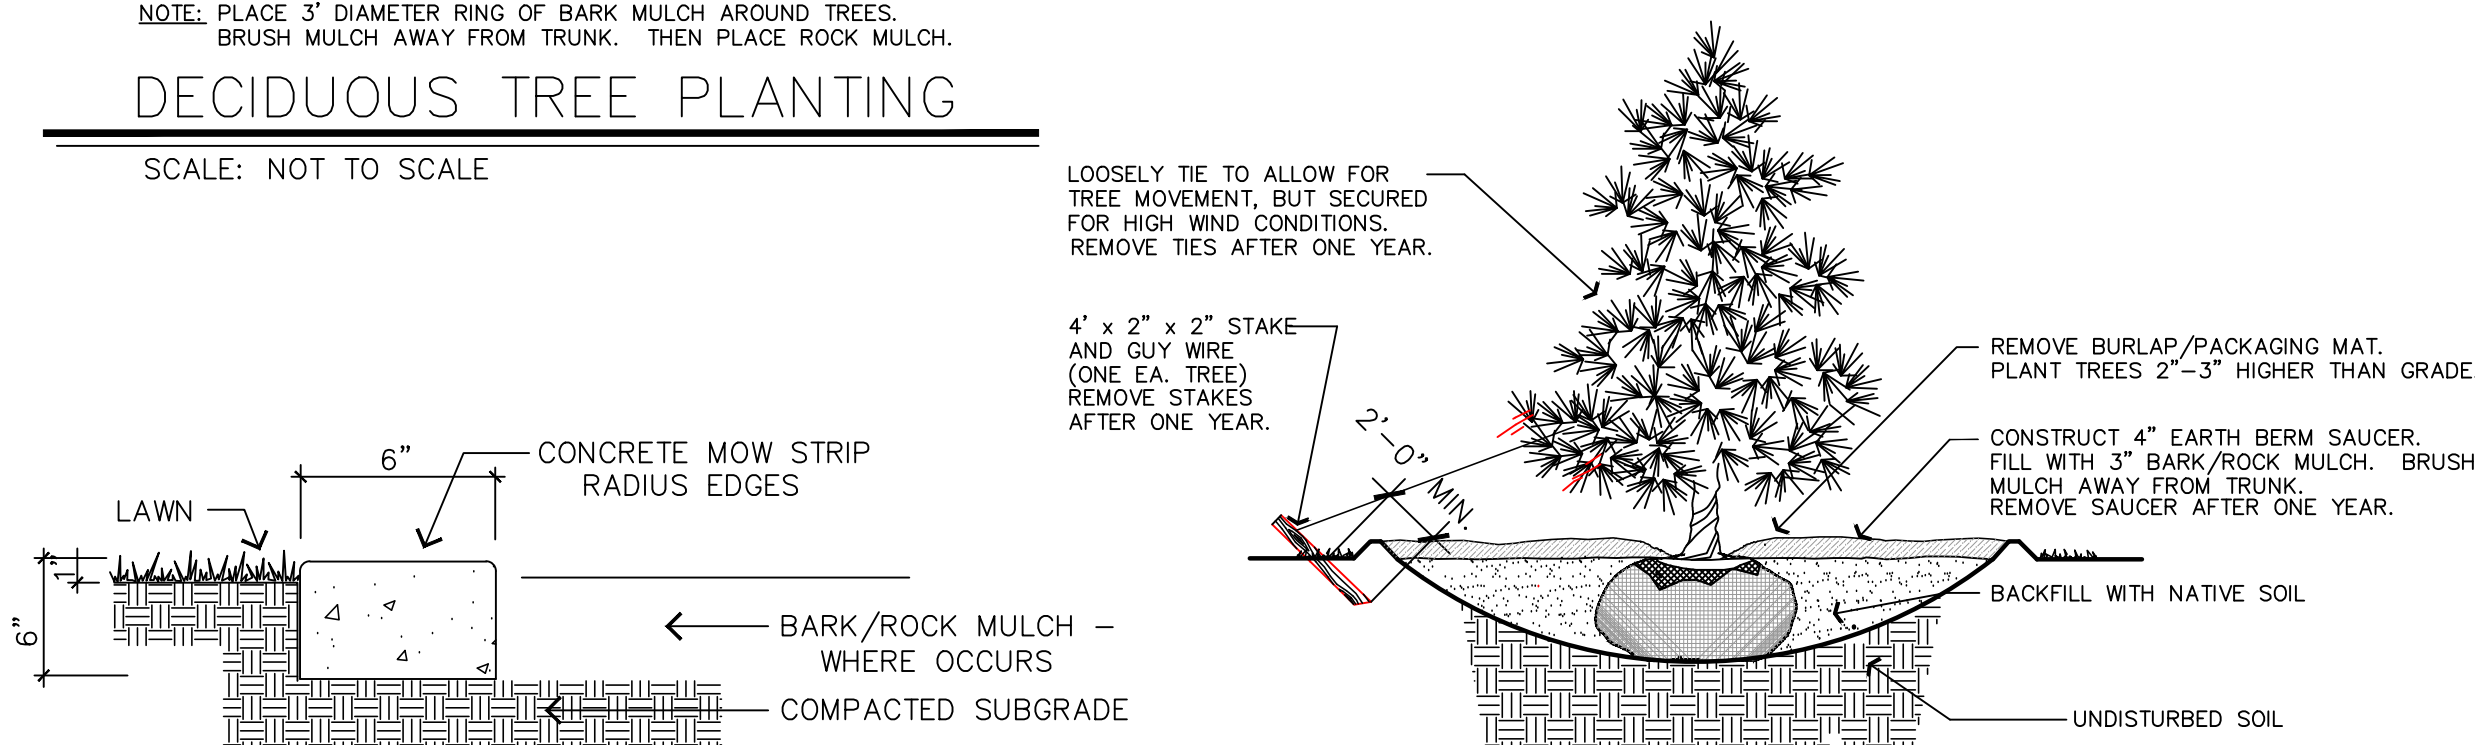 NOTE: PLACE 3' DIAMETER RING OF BARK MULCH AROUND TREES.
BRUSH MULCH AWAY FROM TRUNK. THEN PLACE ROCK MULCH.
DECIDUOUS TREE PLANTING
SCALE: NOT TO SCALE
6"
CONCRETE MOW STRIP
RADIUS EDGES
LAWN
1"
6"
BARK/ROCK MULCH -
WHERE OCCURS
COMPACTED SUBGRADE
LOOSELY TIE TO ALLOW FOR
TREE MOVEMENT, BUT SECURED
FOR HIGH WIND CONDITIONS.
REMOVE TIES AFTER ONE YEAR.
4' x 2" x 2" STAKE
AND GUY WIRE
(ONE EA. TREE)
REMOVE STAKES
AFTER ONE YEAR.
2'-0" MIN.
REMOVE BURLAP/PACKAGING MAT.
PLANT TREES 2"-3" HIGHER THAN GRADE.
CONSTRUCT 4" EARTH BERM SAUCER.
FILL WITH 3" BARK/ROCK MULCH. BRUSH
MULCH AWAY FROM TRUNK.
REMOVE SAUCER AFTER ONE YEAR.
BACKFILL WITH NATIVE SOIL
UNDISTURBED SOIL